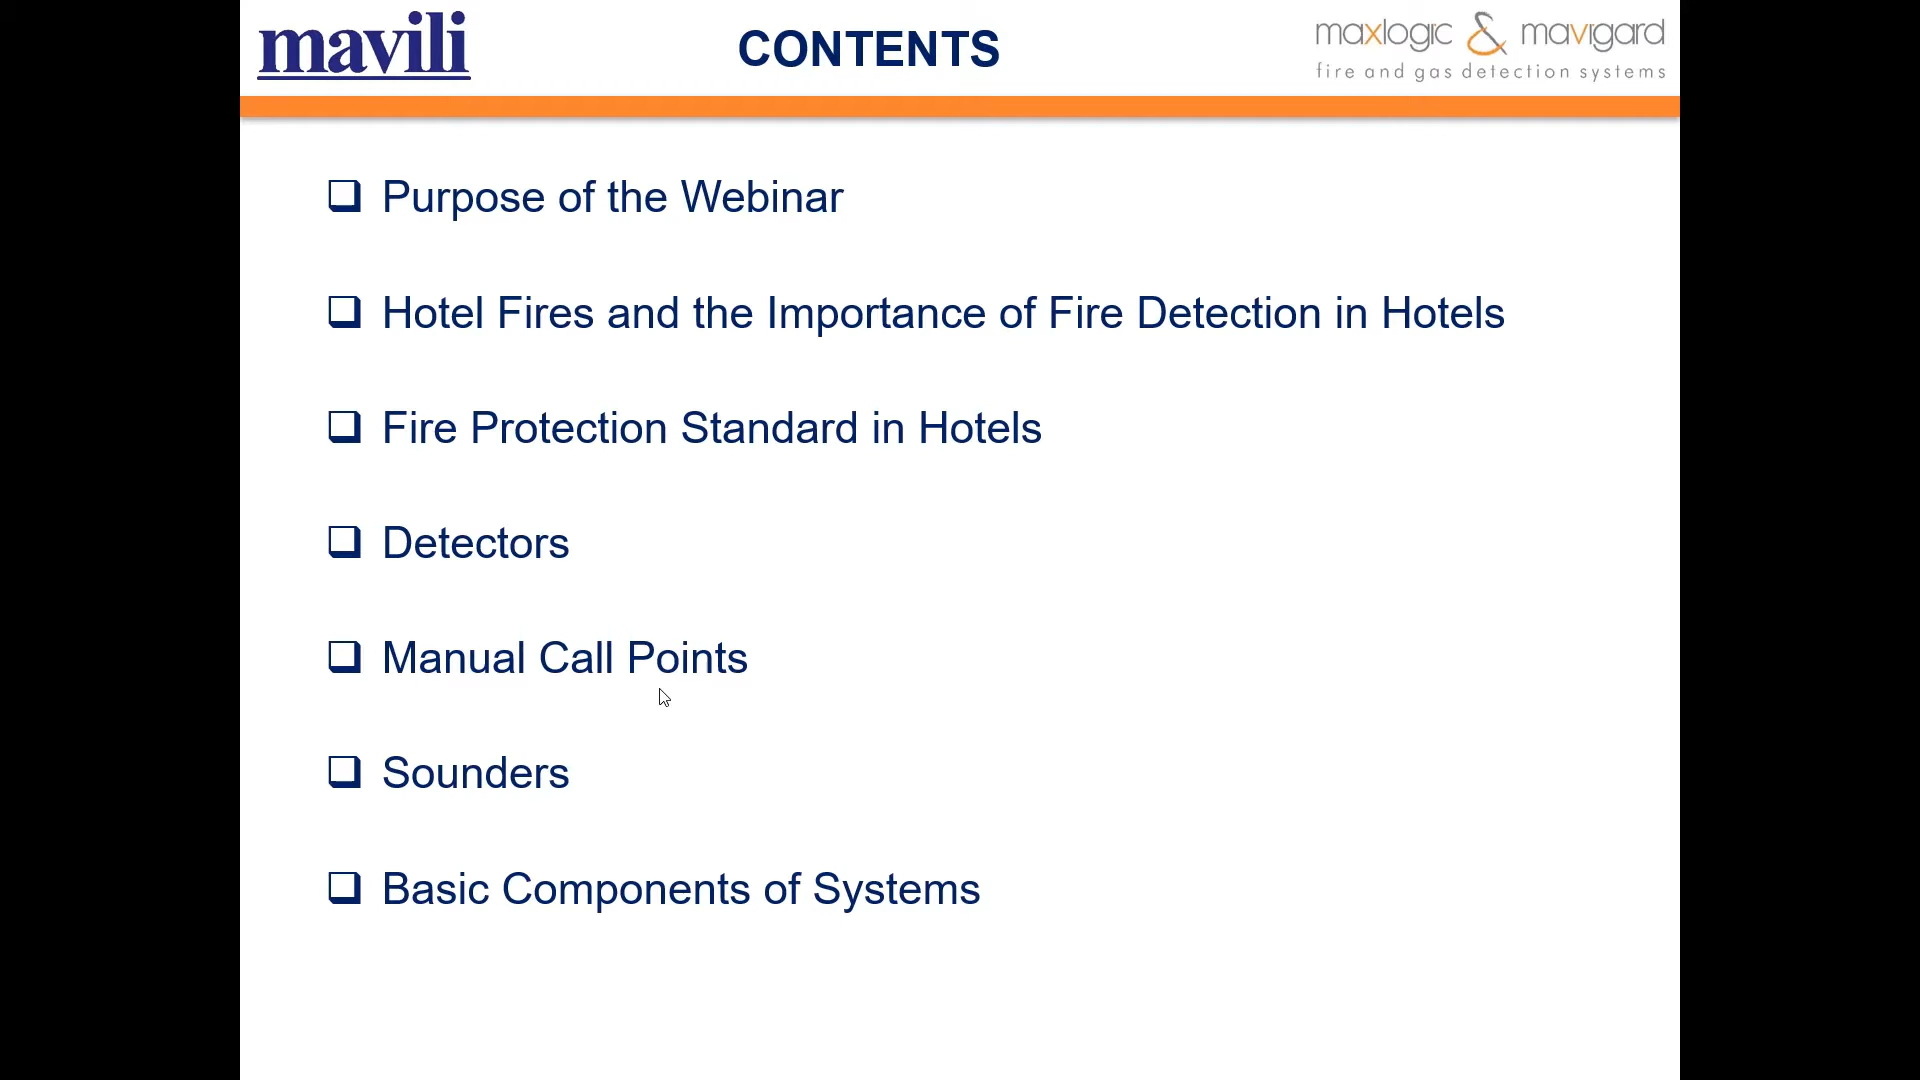 mavili
CONTENTS
maxlogic & mavigard
fire and gas detection systems
Purpose of the Webinar
Hotel Fires and the Importance of Fire Detection in Hotels
Fire Protection Standard in Hotels
Detectors
Manual Call Points
Sounders
Basic Components of Systems